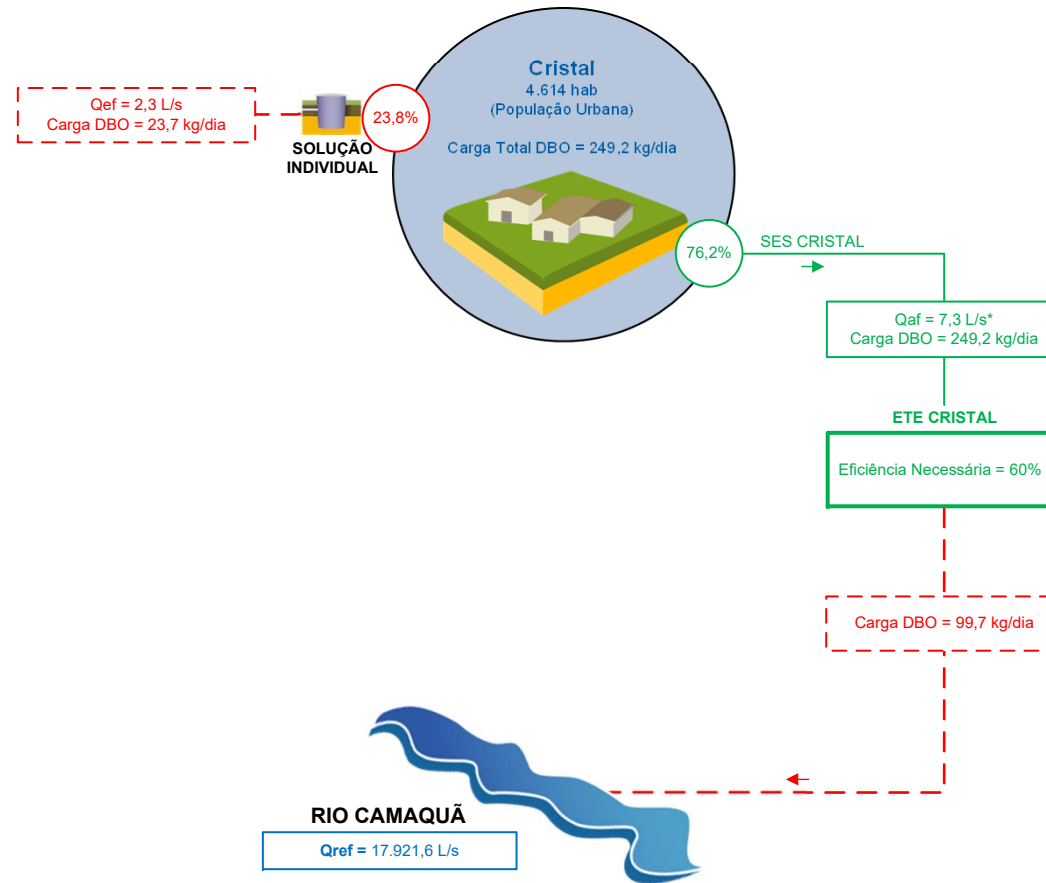 Cristal
4.614 hab
(População Urbana)
Carga Total DBO = 249,2 kg/dia
Qef = 2,3 L/s
Carga DBO = 23,7 kg/dia
SOLUÇÃO
INDIVIDUAL
23,8%
76,2%
SES CRISTAL
Qaf = 7,3 L/s*
Carga DBO = 249,2 kg/dia
ETE CRISTAL
Eficiência Necessária = 60%
Carga DBO = 99,7 kg/dia
RIO CAMAQUÃ
Qref = 17.921,6 L/s